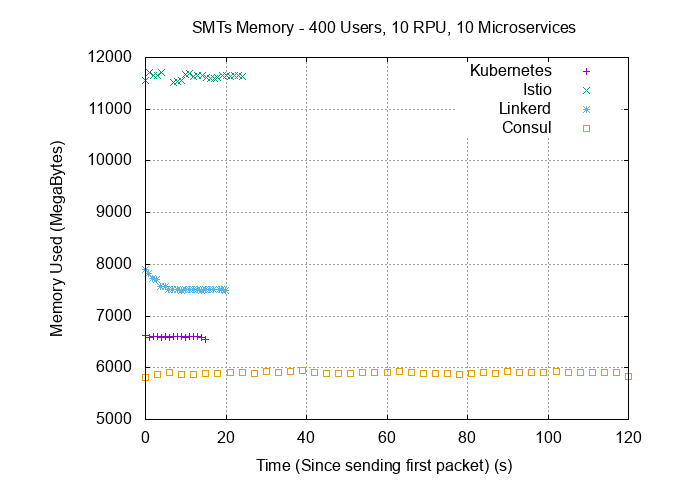 SMTs Memory - 400 Users, 10 RPU, 10 Microservices
12000
11000
10000
9000
8000
7000
6000
5000
Memory Used (MegaBytes)
Kubernetes
Istio
Linkerd
Consul
0 20 40 60 80 100 120
Time (Since sending first packet) (s)